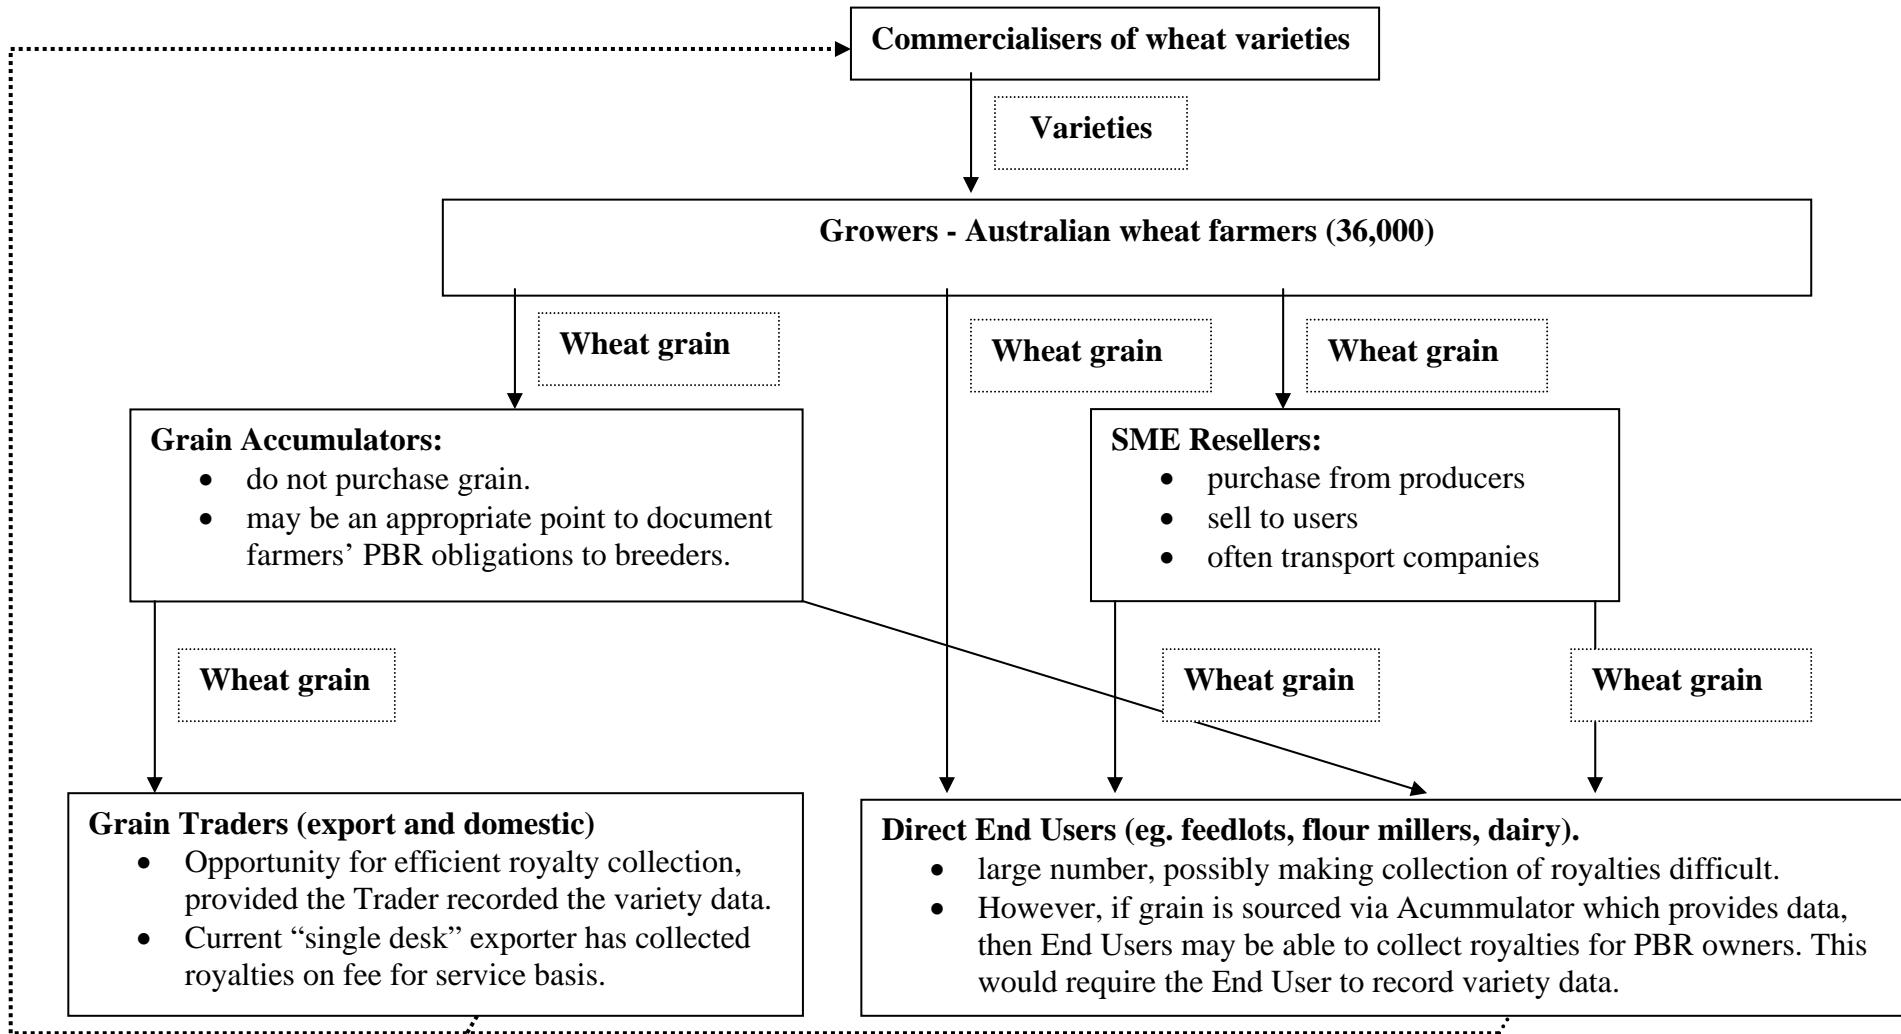 Commercialisers of wheat varieties
Varieties
Growers - Australian wheat farmers (36,000)
Wheat grain
Wheat grain
Wheat grain
Grain Accumulators:
• do not purchase grain.
• may be an appropriate point to document
farmers’ PBR obligations to breeders.
SME Resellers:
• purchase from producers
• sell to users
• often transport companies
Wheat grain
Wheat grain
Wheat grain
Grain Traders (export and domestic)
• Opportunity for efficient royalty collection,
provided the Trader recorded the variety data.
• Current “single desk” exporter has collected
royalties on fee for service basis.
Direct End Users (eg. feedlots, flour millers, dairy).
• large number, possibly making collection of royalties difficult.
• However, if grain is sourced via Acummulator which provides data,
then End Users may be able to collect royalties for PBR owners. This
would require the End User to record variety data.